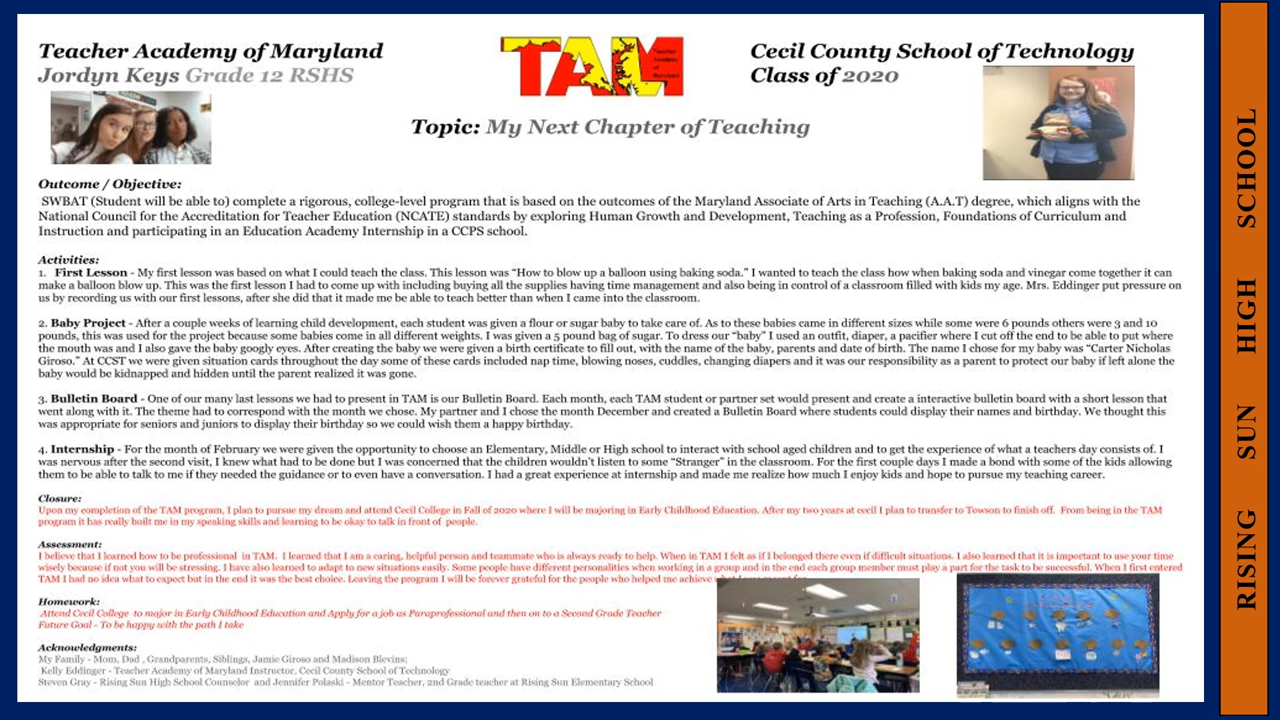 Teacher Academy of Maryland
Jordyn Keys Grade 12 RSHS
TAM
Teacher
Academy
of
Maryland
Cecil County School of Technology
Class of 2020
Topic: My Next Chapter of Teaching
Outcome / Objective:
SWBAT (Student will be able to) complete a rigorous, college-level program that is based on the outcomes of the Maryland Associate of Arts in Teaching (A.A.T) degree, which aligns with the
National Council for the Accreditation for Teacher Education (NCATE) standards by exploring Human Growth and Development, Teaching as a Profession, Foundations of Curriculum and
Instruction and participating in an Education Academy Internship in a CCPS school.
Activities:
1. First Lesson - My first lesson was based on what I could teach the class. This lesson was “How to blow up a balloon using baking soda.” I wanted to teach the class how when baking soda and vinegar come together it can
make a balloon blow up. This was the first lesson I had to come up with including buying all the supplies having time management and also being in control of a classroom filled with kids my age. Mrs. Eddinger put pressure on
us by recording us with our first lessons, after she did that it made me be able to teach better than when I came into the classroom.
2. Baby Project - After a couple weeks of learning child development, each student was given a flour or sugar baby to take care of. As to these babies came in different sizes while some were 6 pounds others were 3 and 10
pounds, this was used for the project because some babies come in all different weights. I was given a 5 pound bag of sugar. To dress our “baby” I used an outfit, diaper, a pacifier where I cut off the end to be able to put where
the mouth was and I also gave the baby googly eyes. After creating the baby we were given a birth certificate to fill out, with the name of the baby, parents and date of birth. The name I chose for my baby was “Carter Nicholas
Giroso.” At CCST we were given situation cards throughout the day some of these cards included nap time, blowing noses, cuddles, changing diapers and it was our responsibility as a parent to protect our baby if left alone the
baby would be kidnapped and hidden until the parent realized it was gone.
3. Bulletin Board - One of our many last lessons we had to present in TAM is our Bulletin Board. Each month, each TAM student or partner set would present and create a interactive bulletin board with a short lesson that
went along with it. The theme had to correspond with the month we chose. My partner and I chose the month December and created a Bulletin Board where students could display their names and birthday. We thought this
was appropriate for seniors and juniors to display their birthday so we could wish them a happy birthday.
4. Internship - For the month of February we were given the opportunity to choose an Elementary, Middle or High school to interact with school aged children and to get the experience of what a teachers day consists of. I
was nervous after the second visit, I knew what had to be done but I was concerned that the children wouldn’t listen to some “Stranger” in the classroom. For the first couple days I made a bond with some of the kids allowing
them to be able to talk to me if they needed the guidance or to even have a conversation. I had a great experience at internship and made me realize how much I enjoy kids and hope to pursue my teaching career.
Closure:
Upon my completion of the TAM program, I plan to pursue my dream and attend Cecil College in Fall of 2020 where I will be majoring in Early Childhood Education. After my two years at cecil I plan to transfer to Towson to finish off. From being in the TAM
program it has really built me in my speaking skills and learning to be okay to talk in front of people.
Assessment:
I believe that I learned how to be professional in TAM. I learned that I am a caring, helpful person and teammate who is always ready to help. When in TAM I felt as if I belonged there even if difficult situations. I also learned that it is important to use your time
wisely because if not you will be stressing. I have also learned to adapt to new situations easily. Some people have different personalities when working in a group and in the end each group member must play a part for the task to be successful. When I first entered
TAM I had no idea what to expect but in the end it was the best choice. Leaving the program I will be forever grateful for the people who helped me achieve
Homework:
Attend Cecil College to major in Early Childhood Education and Apply for a job as Paraprofessional and then on to a Second Grade Teacher
Future Goal - To be happy with the path I take
Acknowledgments:
My Family - Mom, Dad , Grandparents, Siblings, Jamie Giroso and Madison Blevins;
Kelly Eddinger - Teacher Academy of Maryland Instructor, Cecil County School of Technology
Steven Gray - Rising Sun High School Counselor and Jennifer Polaski - Mentor Teacher, 2nd Grade teacher at Rising Sun Elementary School
RISING SUN HIGH SCHOOL